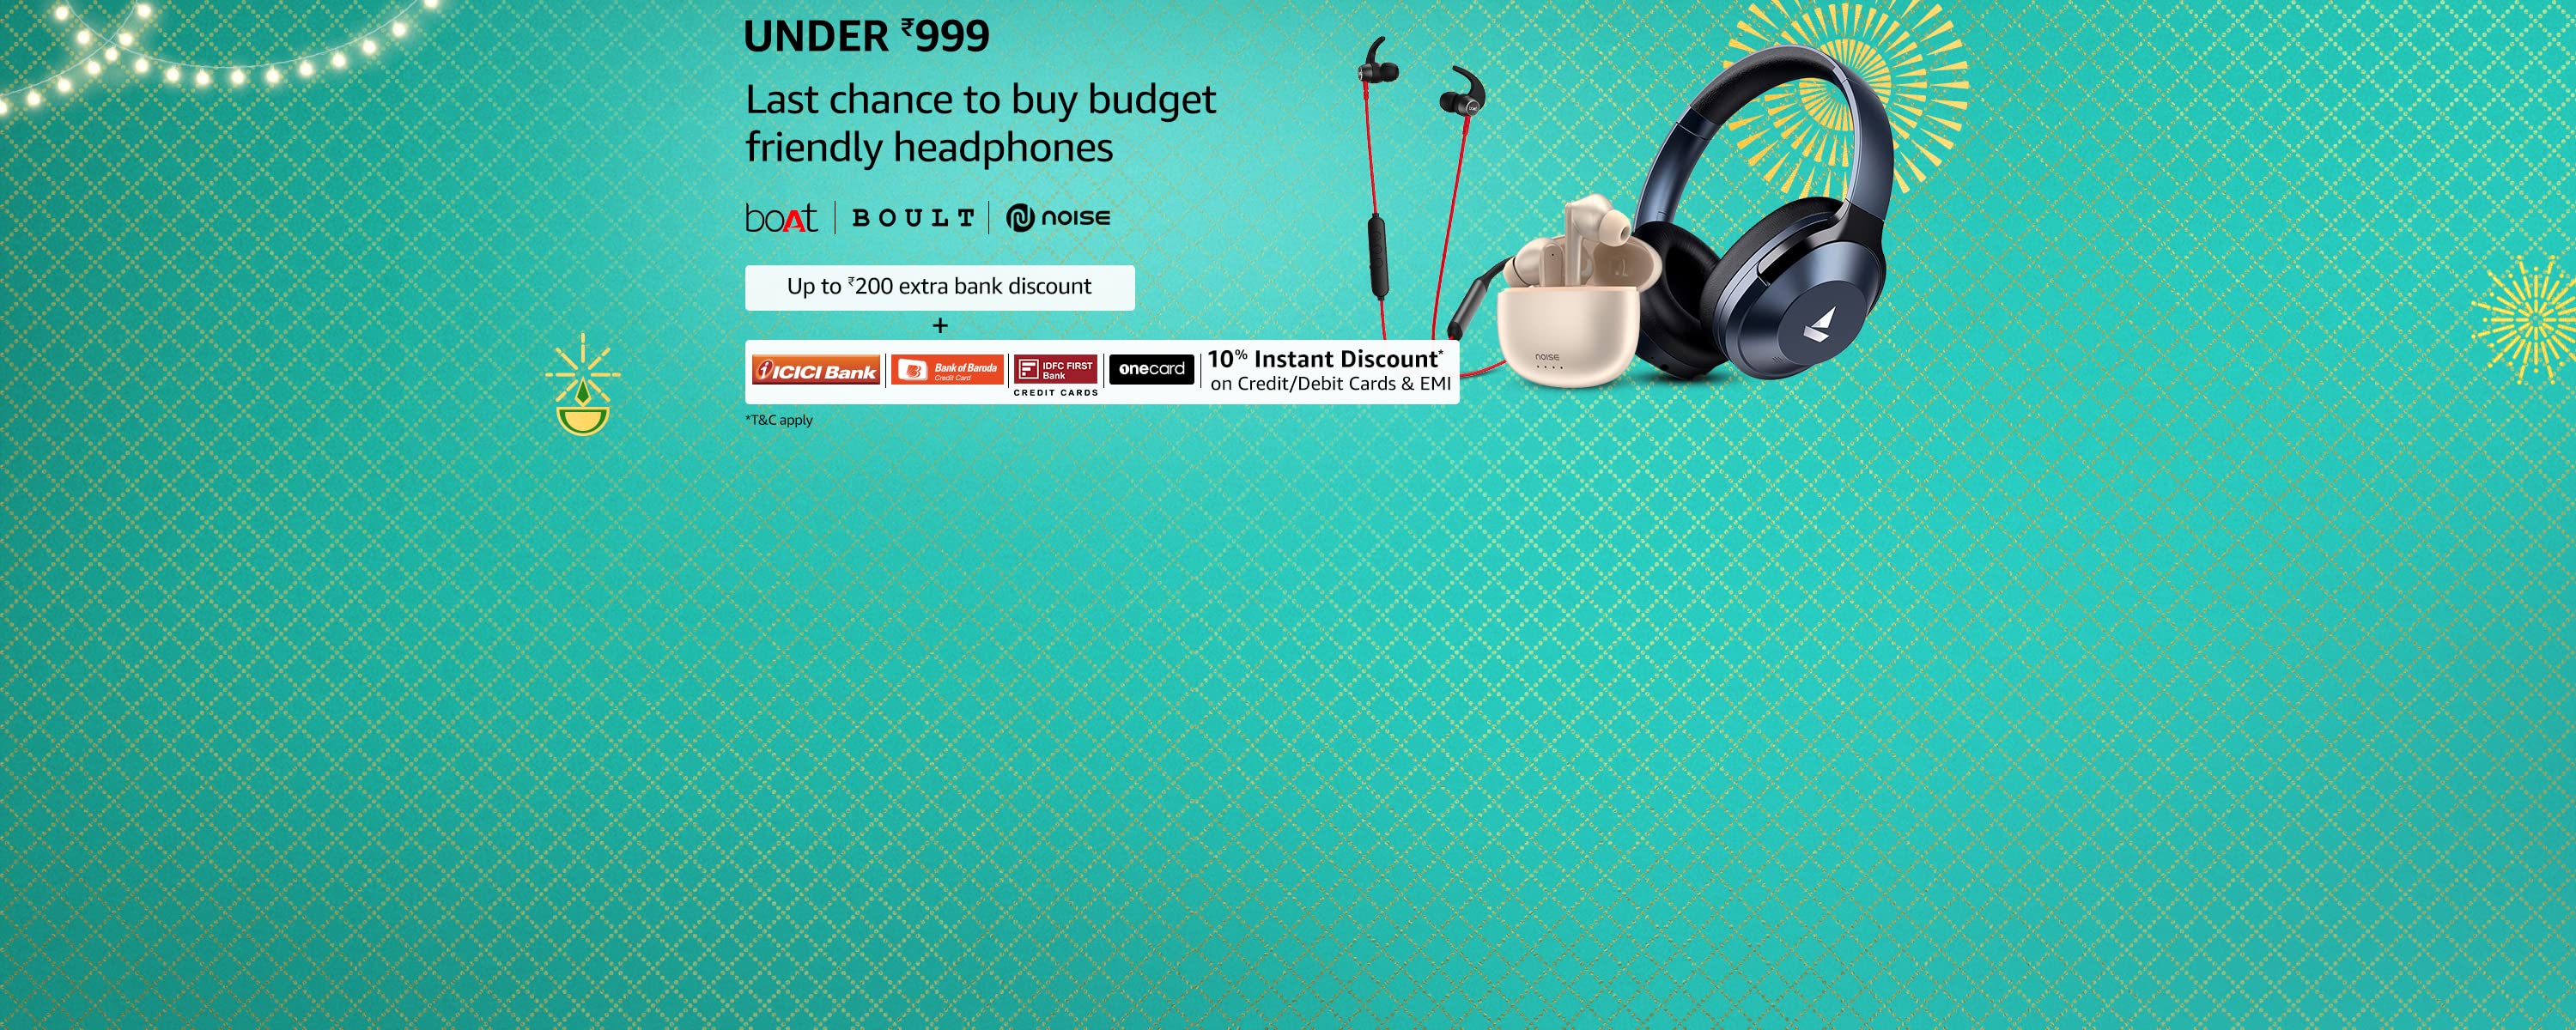 UNDER ₹999
Last chance to buy budget
friendly headphones
boAt | BOULT | NOISE
Up to ₹200 extra bank discount
+
ICICI Bank | Bank of Baroda Credit Card | IDFC FIRST Bank CREDIT CARDS | onecard | 10% Instant Discount*
on Credit/Debit Cards & EMI
*T&C apply
NOISE